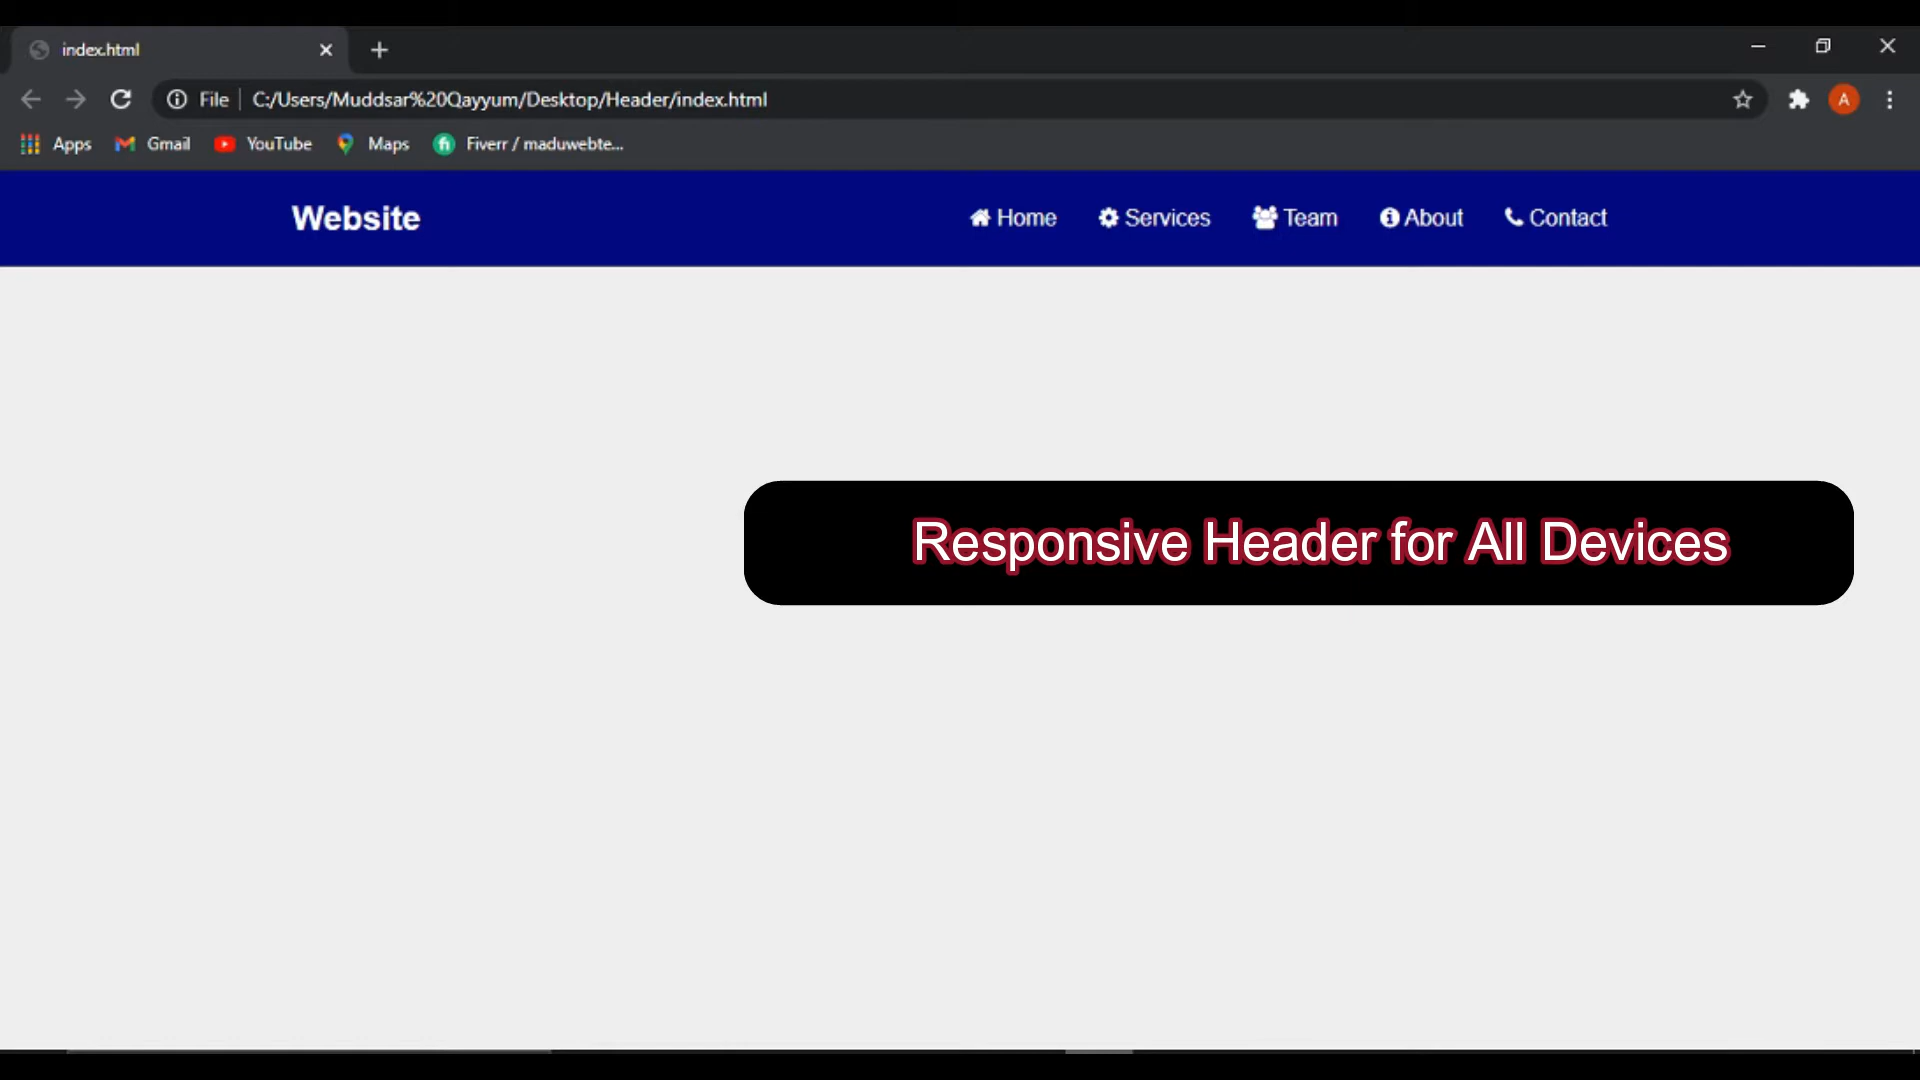 index.html
File C:/Users/Muddsar%20Qayyum/Desktop/Header/index.html
A
Apps Gmail YouTube Maps fi Fiverr / maduwebte...
Website Home Services Team About Contact
Responsive Header for All Devices